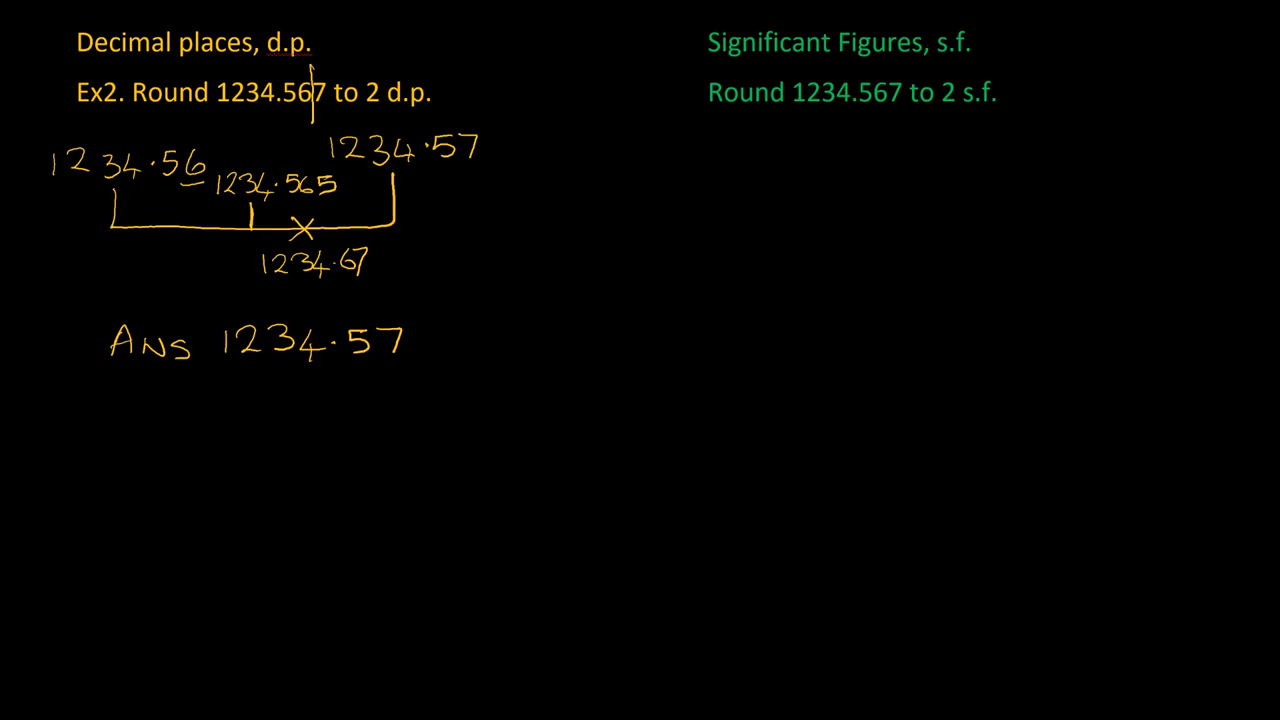 Decimal places, d.p.
Ex2. Round 1234.567 to 2 d.p.
1234.56
1234.57
1234.565
1234.67
Ans 1234.57
Significant Figures, s.f.
Round 1234.567 to 2 s.f.